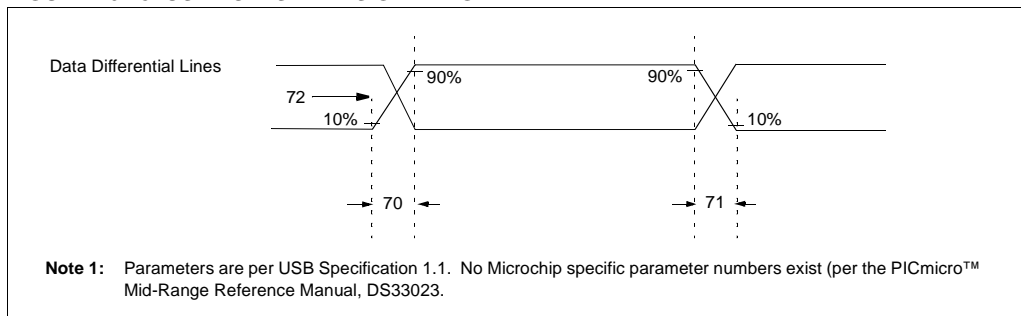 Data Differential Lines
90%
90%
72
10%
10%
70
71
Note 1: Parameters are per USB Specification 1.1. No Microchip specific parameter numbers exist (per the PICmicro™
Mid-Range Reference Manual, DS33023.